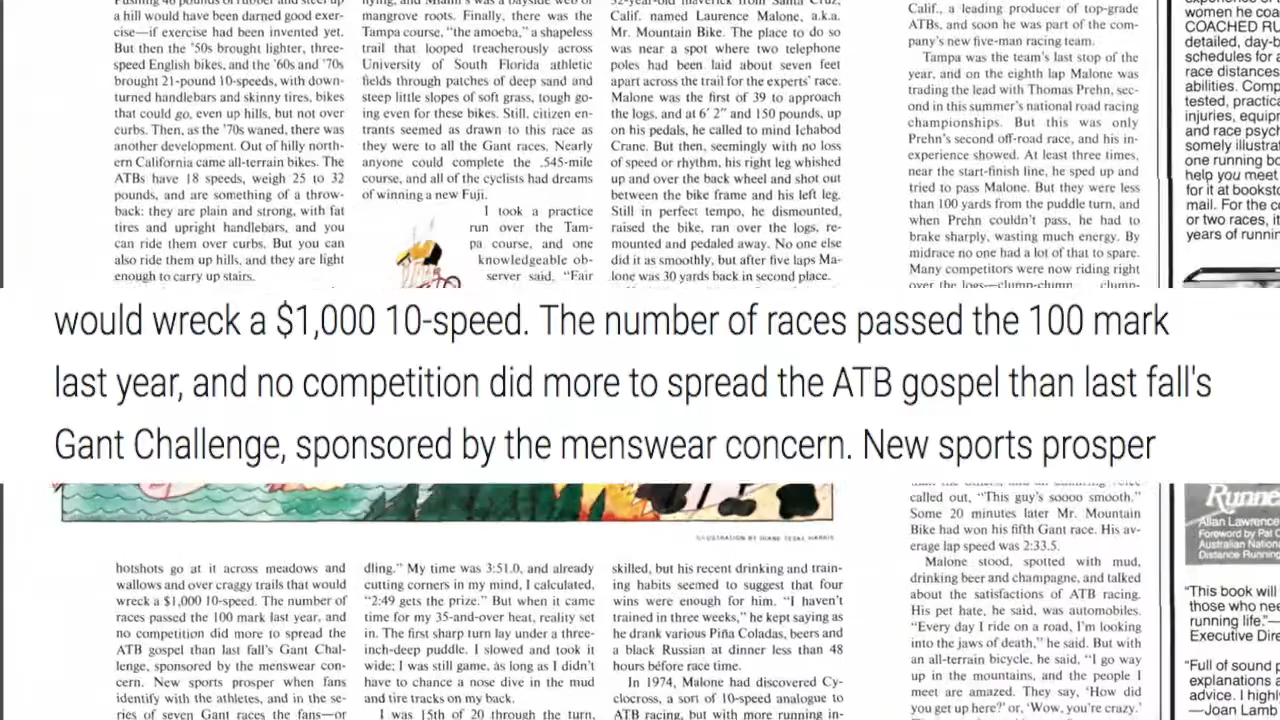 a hill would have been darned good exer-
cise—if exercise had been invented yet.
But then the '50s brought lighter, three-
speed English bikes, and the '60s and '70s
brought 21-pound 10-speeds, with down-
turned handlebars and skinny tires, bikes
that could go, even up hills, but not over
curbs. Then, as the '70s waned, there was
another development. Out of hilly north-
ern California came all-terrain bikes. The
ATBs have 18 speeds, weigh 25 to 32
pounds, and are something of a throw-
back: they are plain and strong, with fat
tires and upright handlebars, and you
can ride them over curbs. But you can
also ride them up hills, and they are light
enough to carry up stairs.
mangrove roots. Finally, there was the
Tampa course, "the amoeba," a shapeless
trail that looped treacherously across
University of South Florida athletic
fields through patches of deep sand and
steep little slopes of soft grass, tough go-
ing even for these bikes. Still, citizen en-
trants seemed as drawn to this race as
they were to all the Gant races. Nearly
anyone could complete the .545-mile
course, and all of the cyclists had dreams
of winning a new Fuji.
I took a practice
run over the Tam-
pa course, and one
knowledgeable ob-
server said, "Fair
Calif. named Laurence Malone, a.k.a.
Mr. Mountain Bike. The place to do so
was near a spot where two telephone
poles had been laid about seven feet
apart across the trail for the experts' race.
Malone was the first of 39 to approach
the logs, and at 6' 2" and 150 pounds, up
on his pedals, he called to mind Ichabod
Crane. But then, seemingly with no loss
of speed or rhythm, his right leg whished
up and over the back wheel and shot out
between the bike frame and his left leg.
Still in perfect tempo, he dismounted,
raised the bike, ran over the logs, re-
mounted and pedaled away. No one else
did it as smoothly, but after five laps Ma-
lone was 30 yards back in second place.
Calif., a leading producer of top-grade
ATBs, and soon he was part of the com-
pany's new five-man racing team.
Tampa was the team's last stop of the
year, and on the eighth lap Malone was
trading the lead with Thomas Prehn, sec-
ond in this summer's national road racing
championships. But this was only
Prehn's second off-road race, and his in-
experience showed. At least three times,
near the start-finish line, he sped up and
tried to pass Malone. But they were less
than 100 yards from the puddle turn, and
when Prehn couldn't pass, he had to
brake sharply, wasting much energy. By
midrace no one had a lot of that to spare.
Many competitors were now riding right
over the logs—clump-clump
women he coa
COACHED RU
detailed, day-b
schedules for a
race distances
abilities. Comp
tested, practica
injuries, equip
and race psych
somely illustrat
one running bo
help you meet
for it at booksto
mail. For the co
or two races, it
years of runnin
would wreck a $1,000 10-speed. The number of races passed the 100 mark
last year, and no competition did more to spread the ATB gospel than last fall's
Gant Challenge, sponsored by the menswear concern. New sports prosper
hotshots go at it across meadows and
wallows and over craggy trails that would
wreck a $1,000 10-speed. The number of
races passed the 100 mark last year, and
no competition did more to spread the
ATB gospel than last fall's Gant Chal-
lenge, sponsored by the menswear con-
cern. New sports prosper when fans
identify with the athletes, and in the se-
ries of seven Gant races the fans—or
dling." My time was 3:51.0, and already
cutting corners in my mind, I calculated,
"2:49 gets the prize." But when it came
time for my 35-and-over heat, reality set
in. The first sharp turn lay under a three-
inch-deep puddle. I slowed and took it
wide; I was still game, as long as I didn't
have to chance a nose dive in the mud
and tire tracks on my back.
I was 15th of 20 through the turn,
skilled, but his recent drinking and train-
ing habits seemed to suggest that four
wins were enough for him. "I haven't
trained in three weeks," he kept saying as
he drank various Piña Coladas, beers and
a black Russian at dinner less than 48
hours before race time.
In 1974, Malone had discovered Cy-
clocross, a sort of 10-speed analogue to
ATB racing, but with more running in-
called out, "This guy's soooo smooth."
Some 20 minutes later Mr. Mountain
Bike had won his fifth Gant race. His av-
erage lap speed was 2:33.5.
Malone stood, spotted with mud,
drinking beer and champagne, and talked
about the satisfactions of ATB racing.
His pet hate, he said, was automobiles.
"Every day I ride on a road, I'm looking
into the jaws of death," he said. But with
an all-terrain bicycle, he said, "I go way
up in the mountains, and the people I
meet are amazed. They say, 'How did
you get up here?' or, 'Wow, you're crazy.'
Runne
Allan Lawrence
Foreword by Pat C
Australian Nation
Distance Running
"This book will
those who nee
running life."—
Executive Dire
"Full of sound p
explanations a
advice. I highl
—Joan Lamb